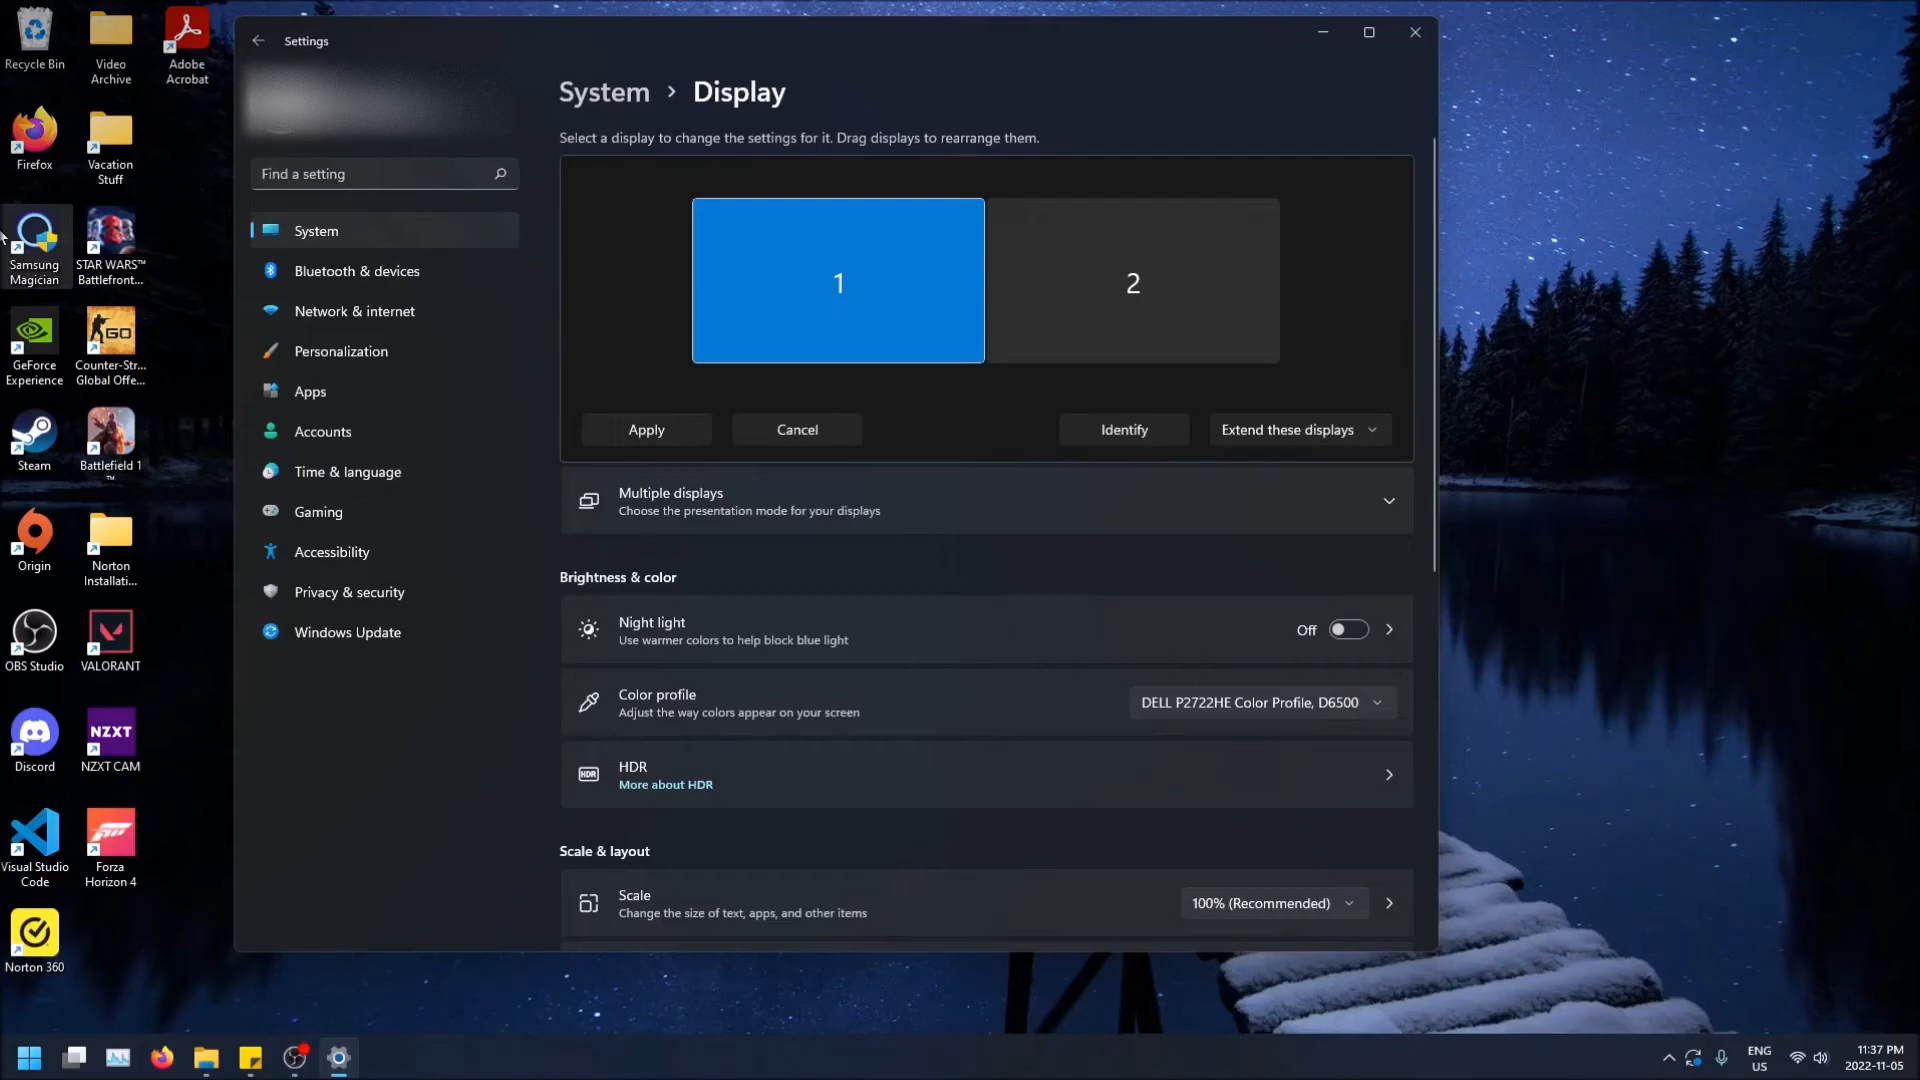 Recycle Bin
Video
Archive
Adobe
Acrobat
Firefox
Vacation
Stuff
Samsung
Magician
STAR WARS™
Battlefront...
GeForce
Experience
GO
Counter-Str...
Global Offe...
Steam
Battlefield 1
™
Origin
Norton
Installati...
OBS Studio
VALORANT
Discord
NZXT
NZXT CAM
Visual Studio
Code
Forza
Horizon 4
Norton 360
Settings
Find a setting
System
Bluetooth & devices
Network & internet
Personalization
Apps
Accounts
Time & language
Gaming
Accessibility
Privacy & security
Windows Update
System > Display
Select a display to change the settings for it. Drag displays to rearrange them.
1
2
Apply
Cancel
Identify
Extend these displays
Multiple displays
Choose the presentation mode for your displays
Brightness & color
Night light
Use warmer colors to help block blue light
Off
Color profile
Adjust the way colors appear on your screen
DELL P2722HE Color Profile, D6500
HDR
HDR
More about HDR
Scale & layout
Scale
Change the size of text, apps, and other items
100% (Recommended)
ENG
US
11:37 PM
2022-11-05